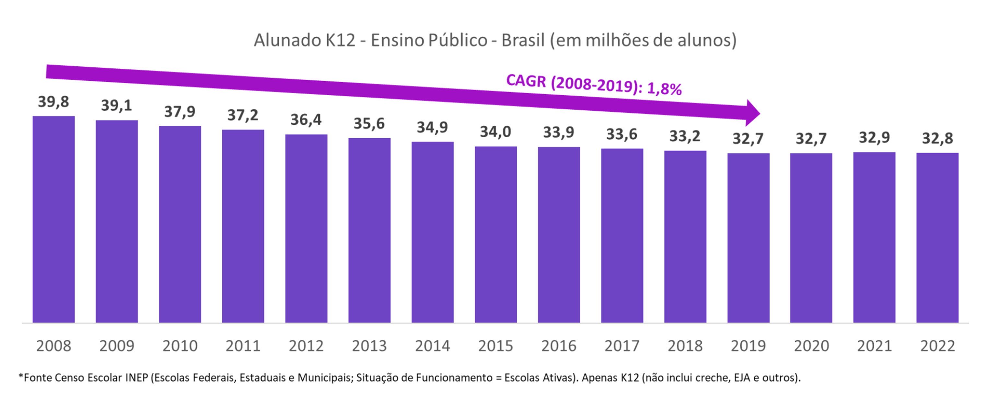 Alunado K12 - Ensino Público - Brasil (em milhões de alunos)
CAGR (2008-2019): 1,8%
39,8 39,1 37,9 37,2 36,4 35,6 34,9 34,0 33,9 33,6 33,2 32,7 32,7 32,9 32,8
2008 2009 2010 2011 2012 2013 2014 2015 2016 2017 2018 2019 2020 2021 2022
*Fonte Censo Escolar INEP (Escolas Federais, Estaduais e Municipais; Situação de Funcionamento = Escolas Ativas). Apenas K12 (não inclui creche, EJA e outros).